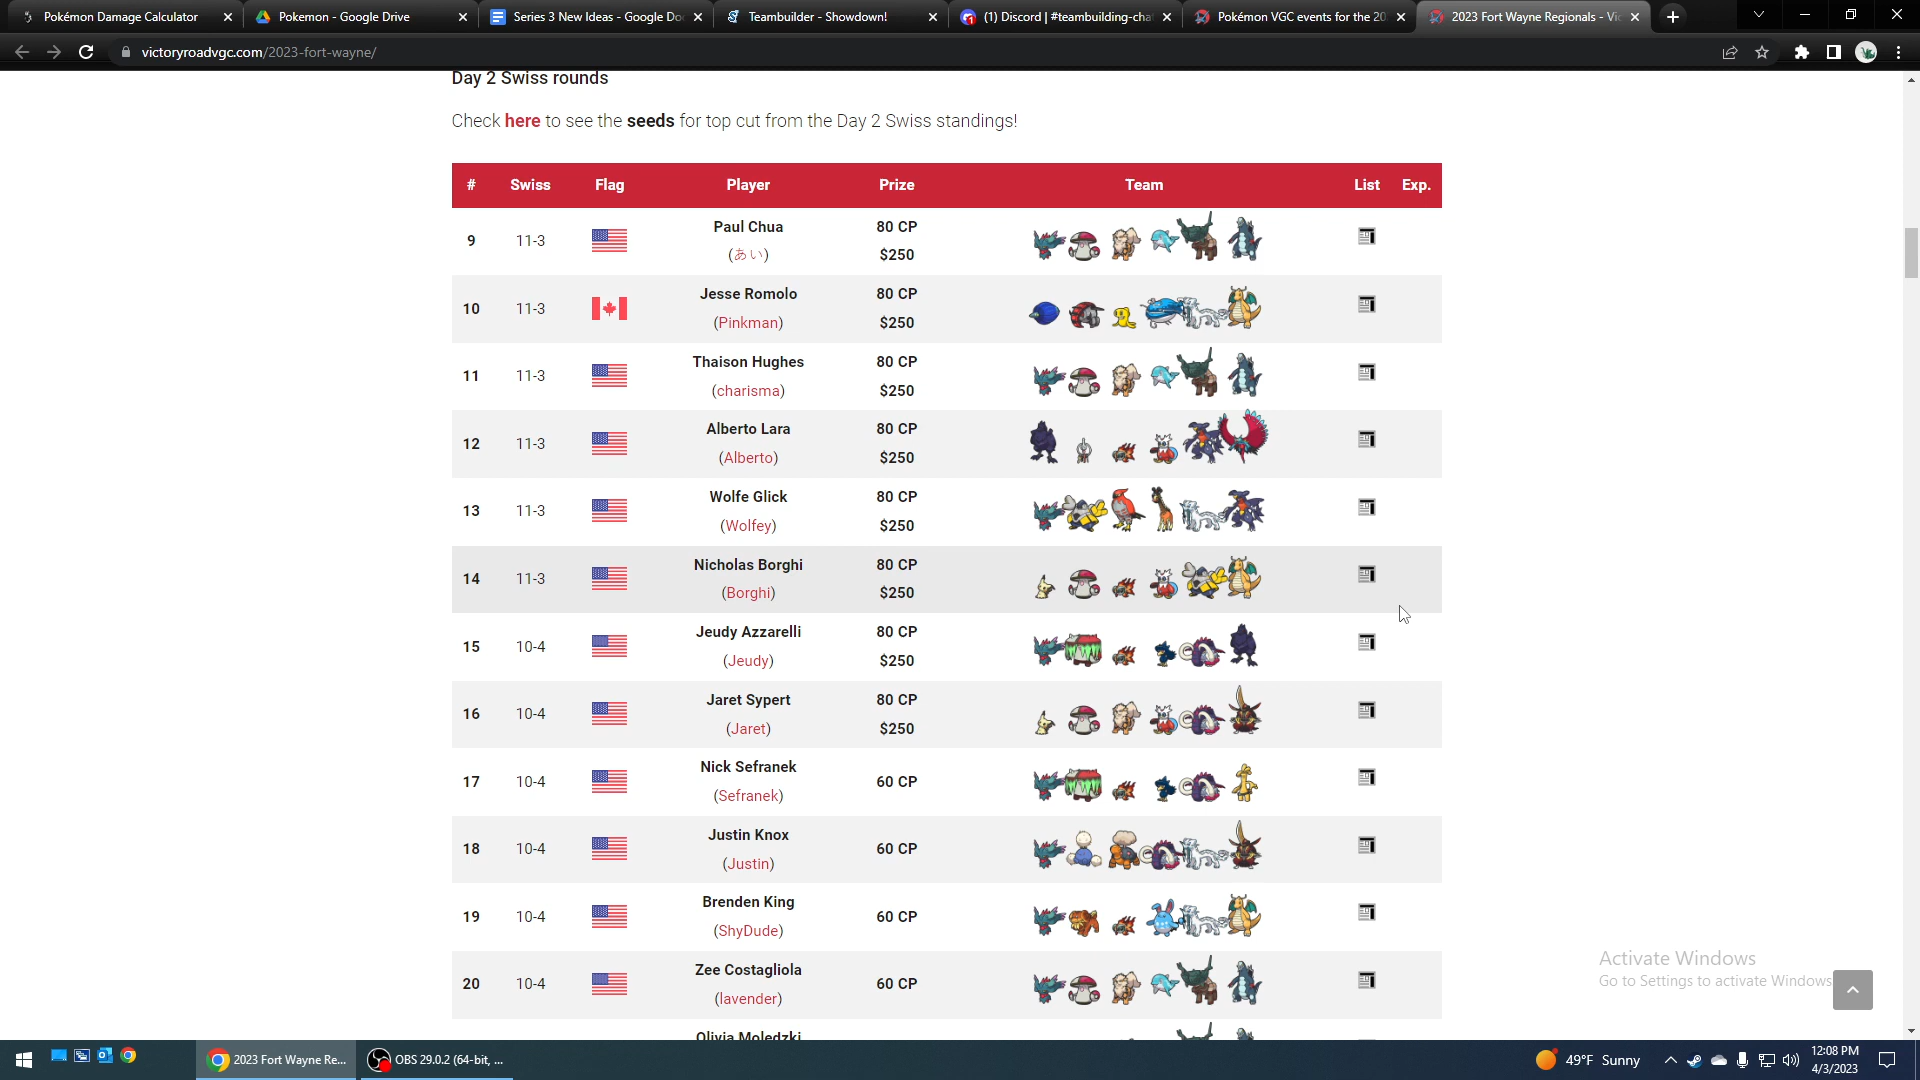 Pokémon Damage Calculator
Pokemon - Google Drive
Series 3 New Ideas - Google Do
Teambuilder - Showdown!
(1) Discord | #teambuilding-cha
Pokémon VGC events for the 20
2023 Fort Wayne Regionals - Vic
victoryroadvgc.com/2023-fort-wayne/
Day 2 Swiss rounds
Check here to see the seeds for top cut from the Day 2 Swiss standings!
# Swiss Flag Player Prize Team List Exp.
9 11-3 Paul Chua (あい) 80 CP $250
10 11-3 Jesse Romolo (Pinkman) 80 CP $250
11 11-3 Thaison Hughes (charisma) 80 CP $250
12 11-3 Alberto Lara (Alberto) 80 CP $250
13 11-3 Wolfe Glick (Wolfey) 80 CP $250
14 11-3 Nicholas Borghi (Borghi) 80 CP $250
15 10-4 Jeudy Azzarelli (Jeudy) 80 CP $250
16 10-4 Jaret Sypert (Jaret) 80 CP $250
17 10-4 Nick Sefranek (Sefranek) 60 CP
18 10-4 Justin Knox (Justin) 60 CP
19 10-4 Brenden King (ShyDude) 60 CP
20 10-4 Zee Costagliola (lavender) 60 CP
Olivia Moledzki
Activate Windows
Go to Settings to activate Windows
2023 Fort Wayne Re...
OBS 29.0.2 (64-bit, ...
49°F Sunny
12:08 PM
4/3/2023